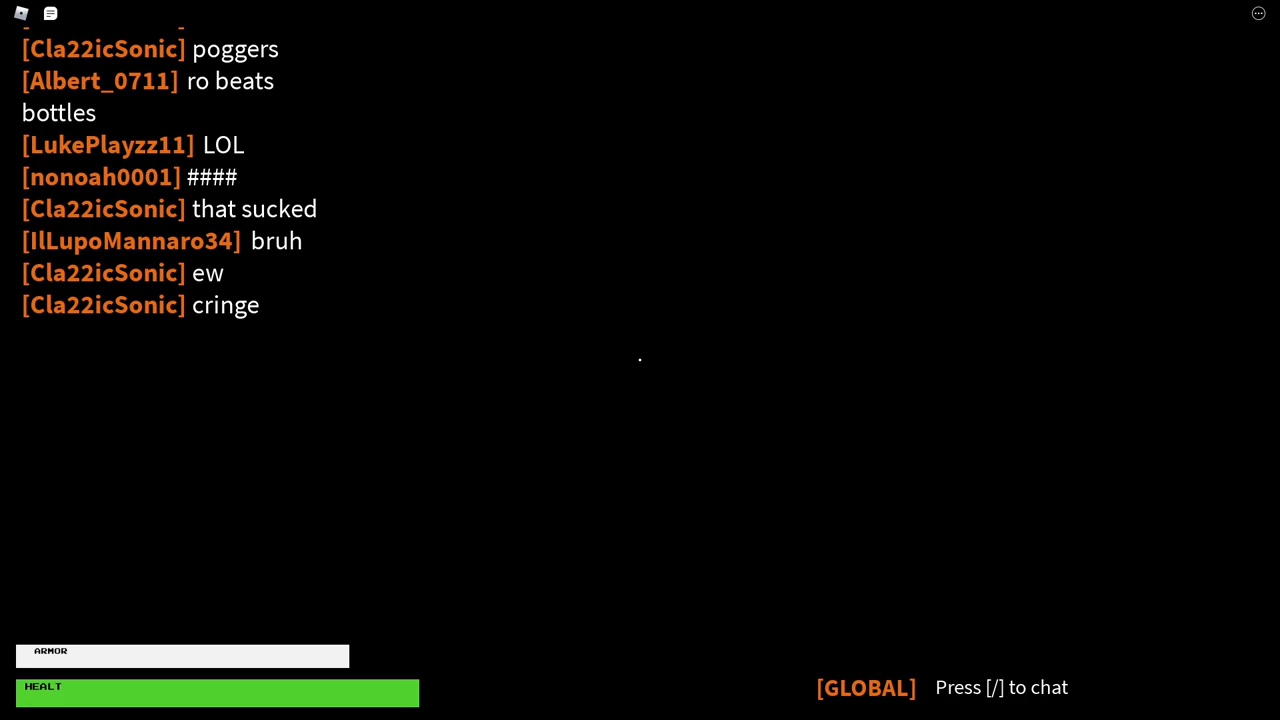 [Cla22icSonic] poggers
[Albert_0711] ro beats
bottles
[LukePlayzz11] LOL
[nonoah0001] ####
[Cla22icSonic] that sucked
[IlLupoMannaro34] bruh
[Cla22icSonic] ew
[Cla22icSonic] cringe
ARMOR
HEALT
[GLOBAL] Press [/] to chat